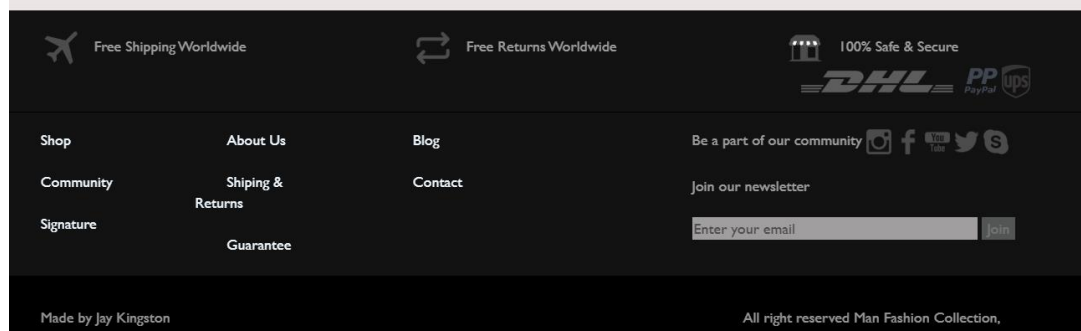 Free Shipping Worldwide
Free Returns Worldwide
100% Safe & Secure
DHL
PP
PayPal
ups
Shop
About Us
Blog
Be a part of our community
You
Tube
Community
Shiping &
Returns
Contact
Join our newsletter
Signature
Guarantee
Enter your email
Join
Made by Jay Kingston
All right reserved Man Fashion Collection,